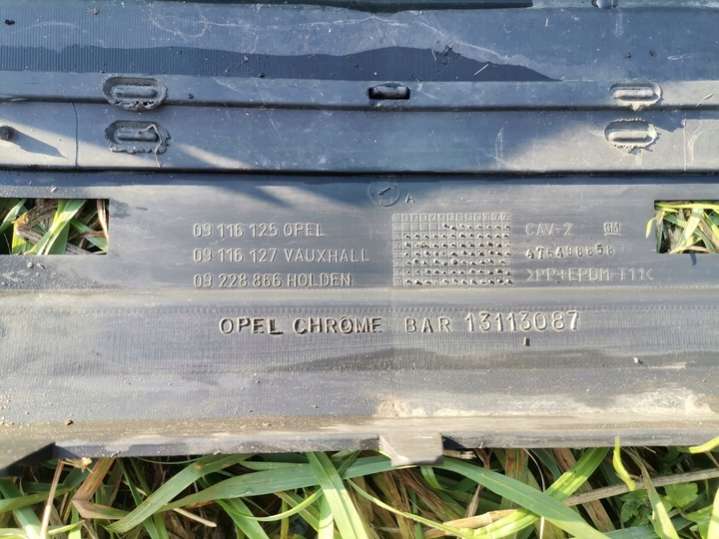 A
09 116 125 OPEL
09 116 127 VAUXHALL
09 228 866 HOLDEN
CAV-2 GM
>PP+EPDM-T11<
OPEL CHROME BAR 13113087